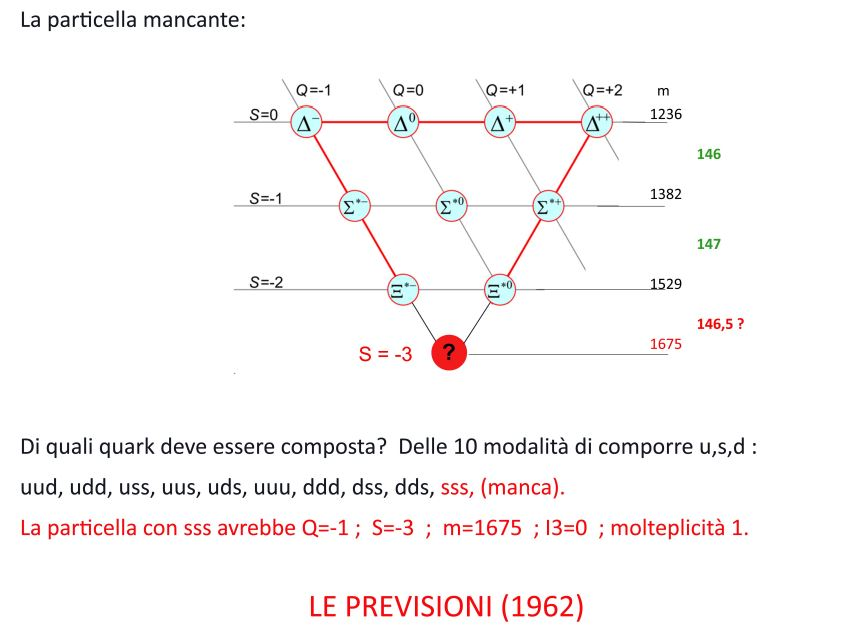 La particella mancante:
Q=-1 Q=0 Q=+1 Q=+2 m
S=0 Δ⁻ Δ⁰ Δ⁺ Δ⁺⁺ 1236
146
S=-1 Σ*⁻ Σ*⁰ Σ*⁺ 1382
147
S=-2 Ξ*⁻ Ξ*⁰ 1529
146,5 ?
S = -3 ? 1675
Di quali quark deve essere composta? Delle 10 modalità di comporre u,s,d :
uud, udd, uss, uus, uds, uuu, ddd, dss, dds, sss, (manca).
La particella con sss avrebbe Q=-1 ; S=-3 ; m=1675 ; I3=0 ; molteplicità 1.
LE PREVISIONI (1962)